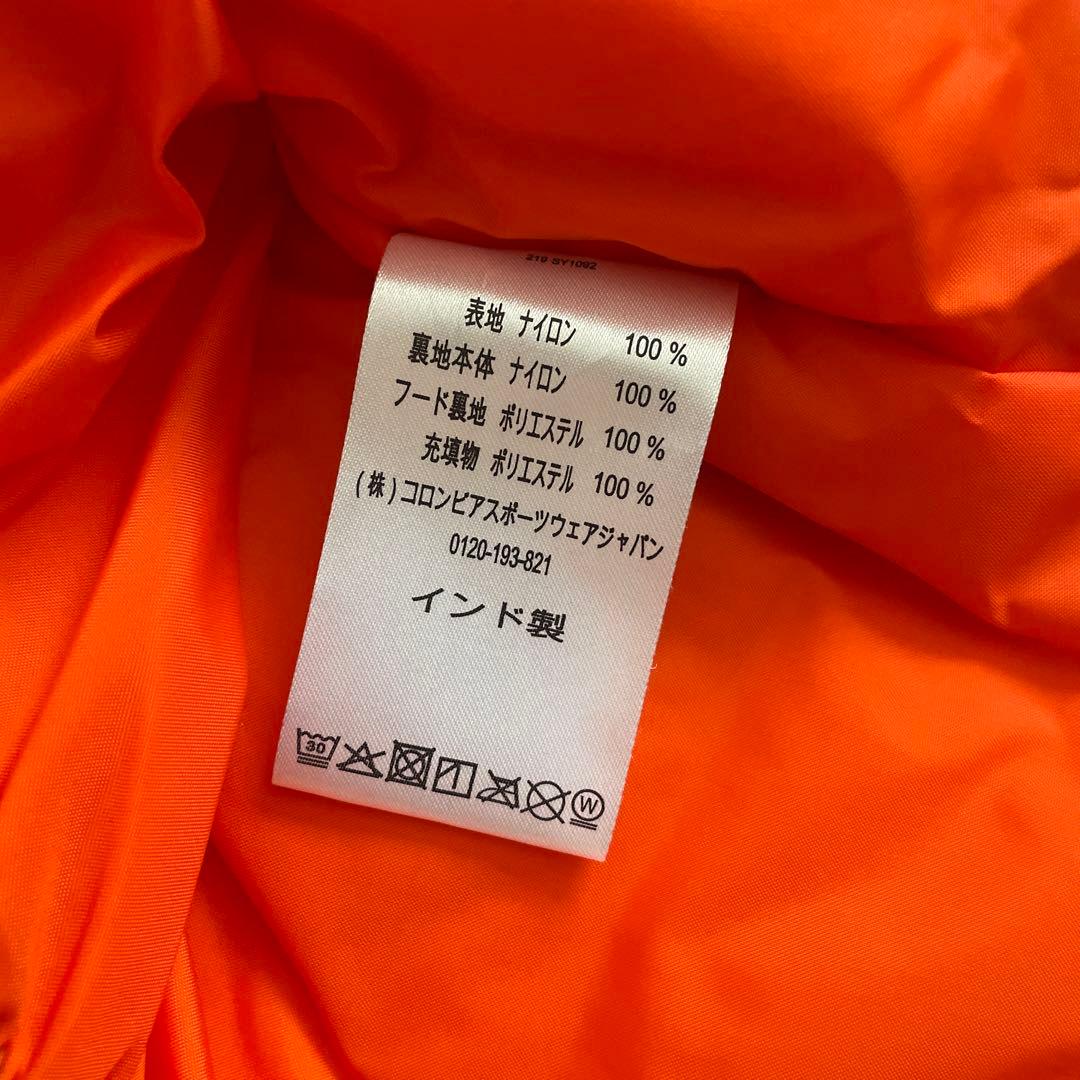 219 SY1092
表地 ナイロン 100 %
裏地本体 ナイロン 100 %
フード裏地 ポリエステル 100 %
充填物 ポリエステル 100 %
(株)コロンビアスポーツウェアジャパン
0120-193-821
インド製
30
W